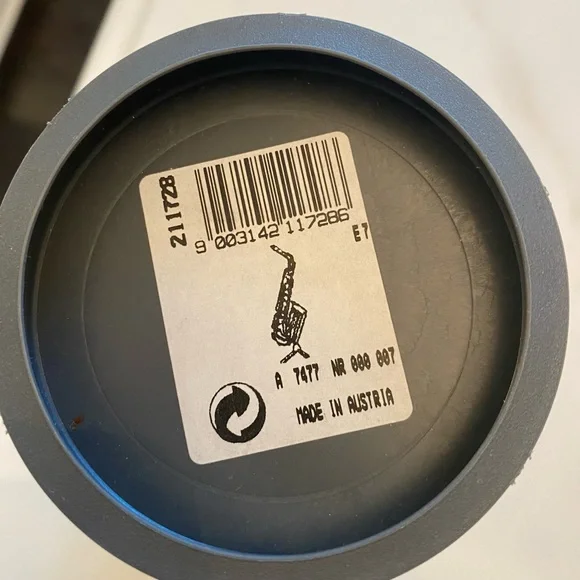 211728
9 003142 117286
E7
A 7477 NR 000 007
MADE IN AUSTRIA